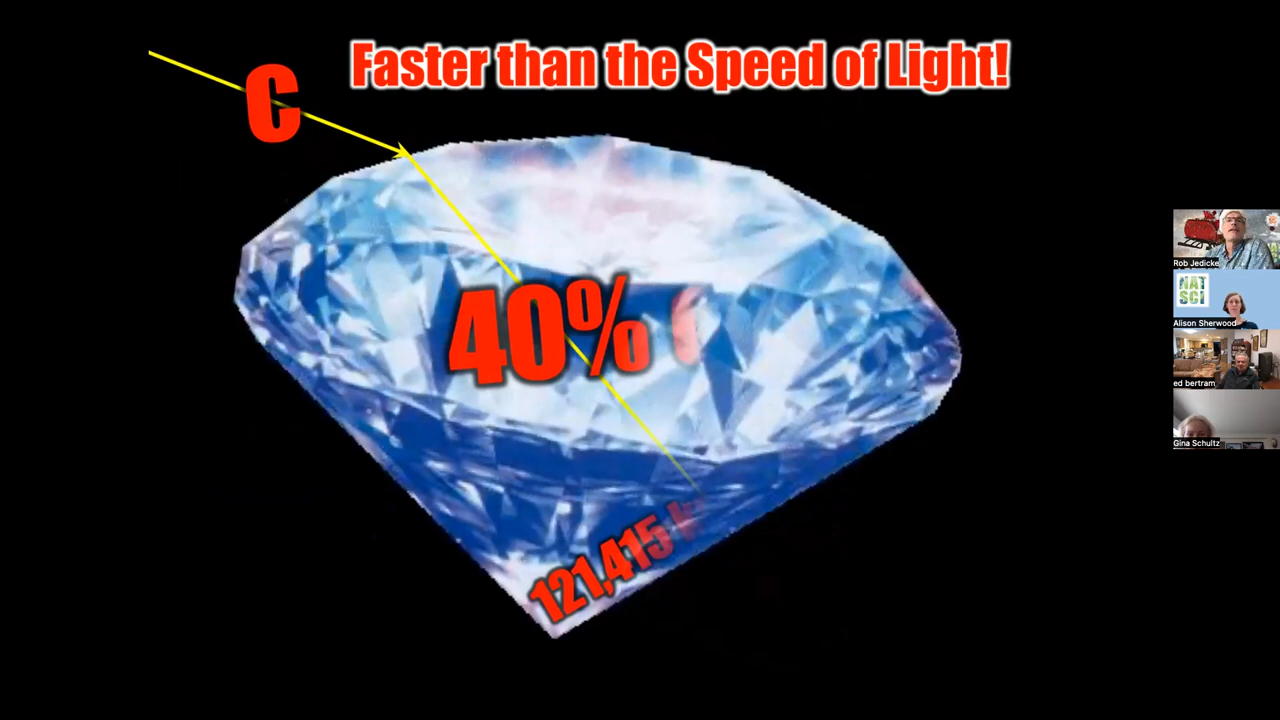 Faster than the Speed of Light!
C
40%
121,415
Rob Jedicke
NAT
SCI
Alison Sherwood
ed bertram
Gina Schultz